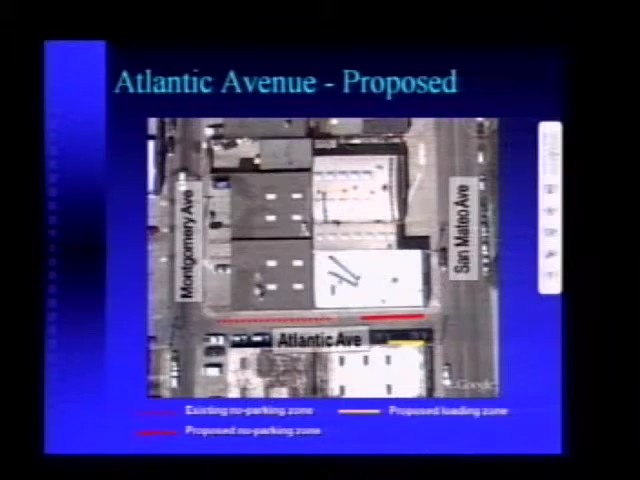 Atlantic Avenue - Proposed
Montgomery Ave
San Mateo Ave
Atlantic Ave
Google
Existing no-parking zone
Proposed loading zone
Proposed no-parking zone